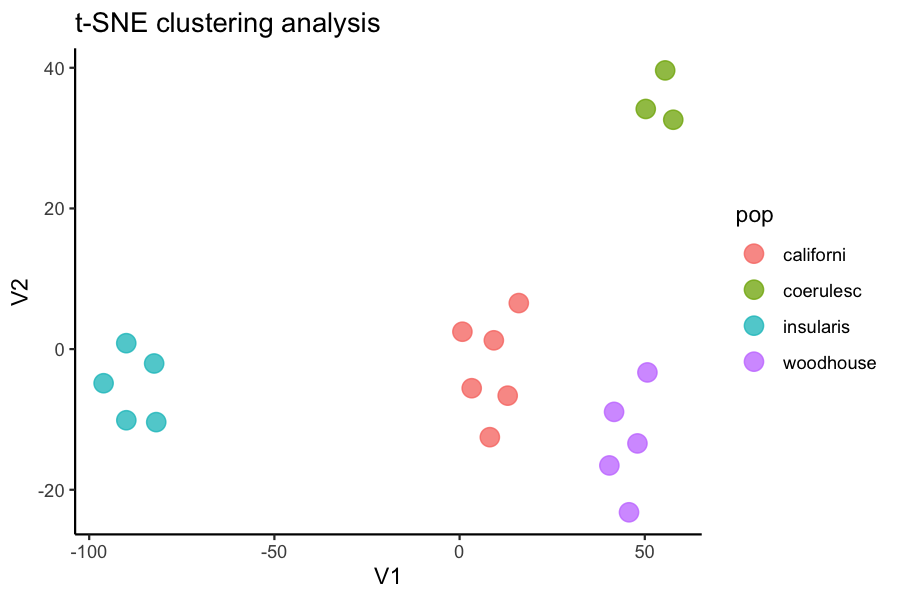 t-SNE clustering analysis
40
20
0
-20
V2
-100
-50
0
50
V1
pop
californi
coerulesc
insularis
woodhouse